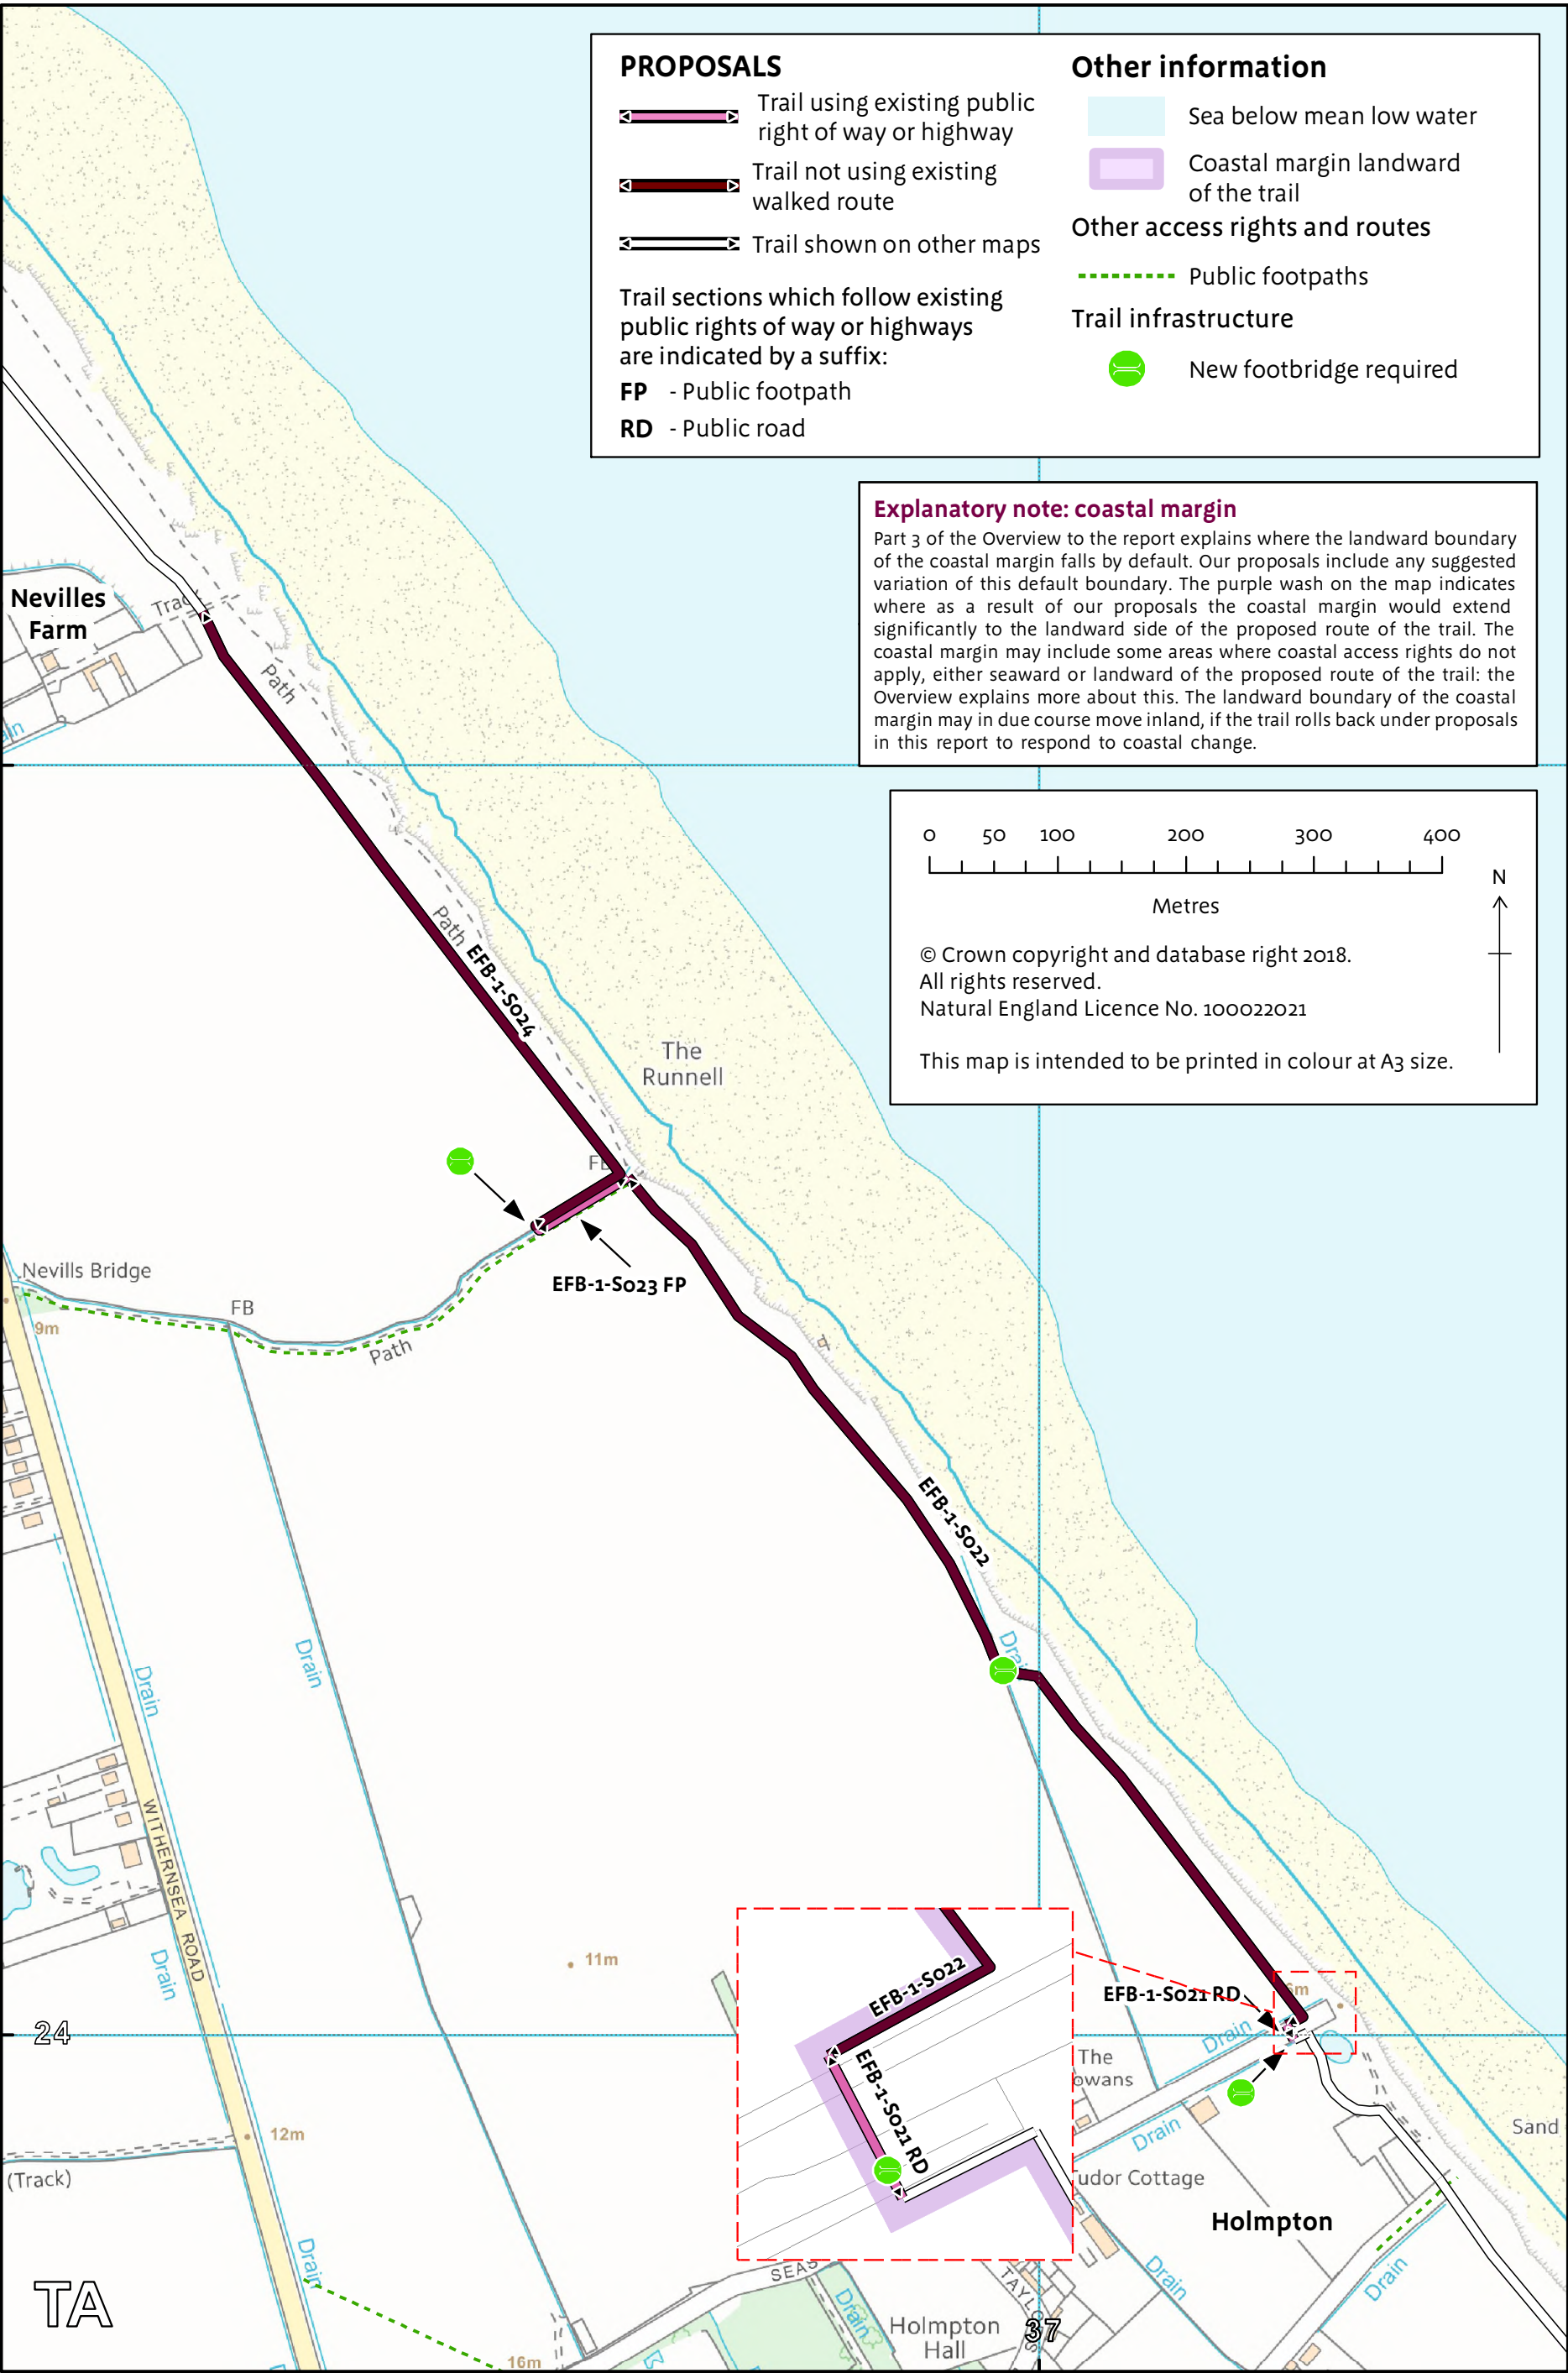 PROPOSALS
Trail using existing public
right of way or highway
Trail not using existing
walked route
Trail shown on other maps
Trail sections which follow existing
public rights of way or highways
are indicated by a suffix:
FP - Public footpath
RD - Public road
Other information
Sea below mean low water
Coastal margin landward
of the trail
Other access rights and routes
Public footpaths
Trail infrastructure
New footbridge required
Explanatory note: coastal margin
Part 3 of the Overview to the report explains where the landward boundary
of the coastal margin falls by default. Our proposals include any suggested
variation of this default boundary. The purple wash on the map indicates
where as a result of our proposals the coastal margin would extend
significantly to the landward side of the proposed route of the trail. The
coastal margin may include some areas where coastal access rights do not
apply, either seaward or landward of the proposed route of the trail: the
Overview explains more about this. The landward boundary of the coastal
margin may in due course move inland, if the trail rolls back under proposals
in this report to respond to coastal change.
0 50 100 200 300 400
Metres
N
© Crown copyright and database right 2018.
All rights reserved.
Natural England Licence No. 100022021
This map is intended to be printed in colour at A3 size.
Nevilles
Farm
Track
Path
Path
EFB-1-S024
The
Runnell
FB
EFB-1-S023 FP
Nevills Bridge
9m
FB
Path
EFB-1-S022
Drain
Drain
Drain
WITHERNSEA ROAD
Drain
11m
EFB-1-S022
EFB-1-S021 RD
EFB-1-S021 RD
24
Drain
The
12m
Drain
(Track)
Sand
Holmpton
Drain
Drain
Drain
TA
Drain
Holmpton
Hall
37
16m
Cottage